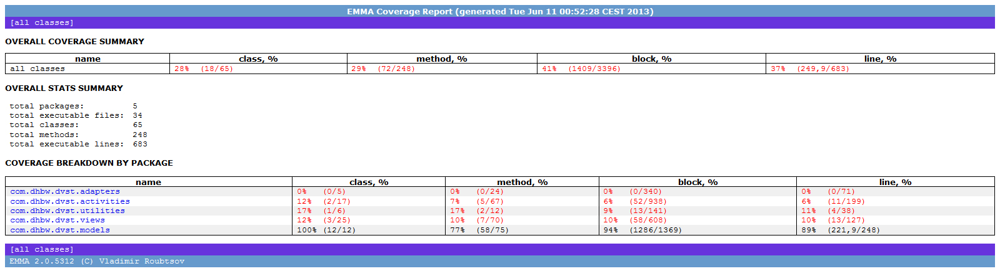 EMMA Coverage Report (generated Tue Jun 11 00:52:28 CEST 2013)
[all classes]
OVERALL COVERAGE SUMMARY
name class, % method, % block, % line, %
all classes 28% (18/65) 29% (72/248) 41% (1409/3396) 37% (249,9/683)
OVERALL STATS SUMMARY
total packages: 5
total executable files: 34
total classes: 65
total methods: 248
total executable lines: 683
COVERAGE BREAKDOWN BY PACKAGE
name class, % method, % block, % line, %
com.dhbw.dvst.adapters 0% (0/5) 0% (0/24) 0% (0/340) 0% (0/71)
com.dhbw.dvst.activities 12% (2/17) 7% (5/67) 6% (52/938) 6% (11/199)
com.dhbw.dvst.utilities 17% (1/6) 17% (2/12) 9% (13/141) 11% (4/38)
com.dhbw.dvst.views 12% (3/25) 10% (7/70) 10% (58/608) 10% (13/127)
com.dhbw.dvst.models 100% (12/12) 77% (58/75) 94% (1286/1369) 89% (221,9/248)
[all classes]
EMMA 2.0.5312 (C) Vladimir Roubtsov